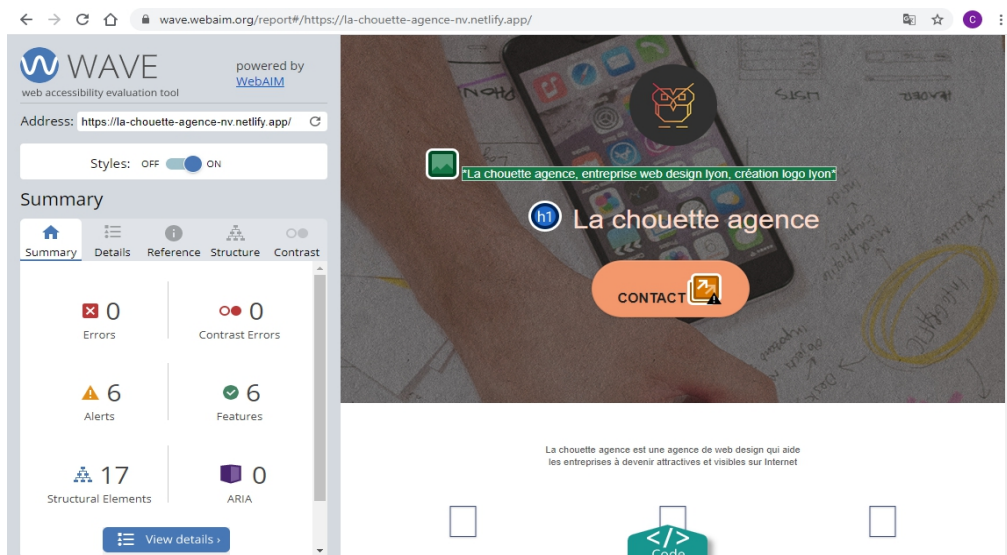 wave.webaim.org/report#/https://la-chouette-agence-nv.netlify.app/
C
WAVE
web accessibility evaluation tool
powered by
WebAIM
Address: https://la-chouette-agence-nv.netlify.app/
Styles: OFF ON
Summary
Summary Details Reference Structure Contrast
0
Errors
0
Contrast Errors
6
Alerts
6
Features
17
Structural Elements
0
ARIA
View details ›
LISTS
HEADER
*La chouette agence, entreprise web design lyon, création logo lyon*
h1 La chouette agence
CONTACT
La chouette agence est une agence de web design qui aide
les entreprises à devenir attractives et visibles sur Internet
</>
Code